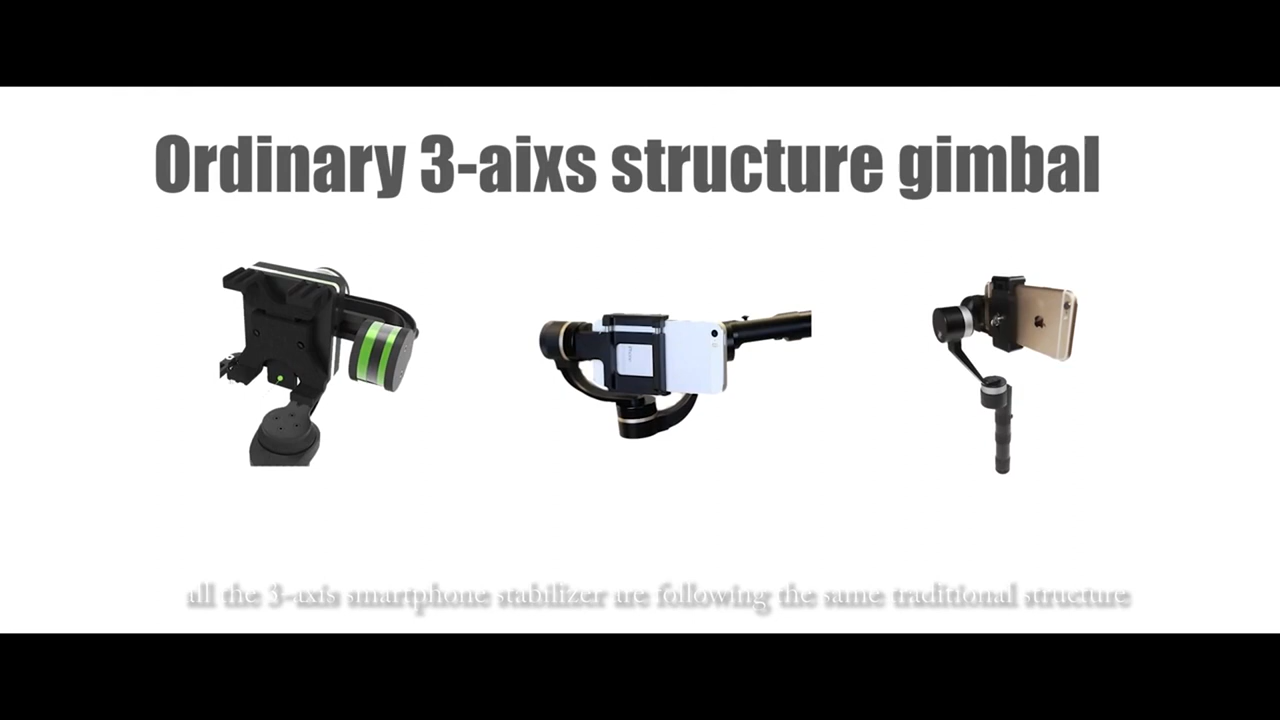 Ordinary 3-aixs structure gimbal
all the 3-axis smartphone stabilizer are following the same traditional structure